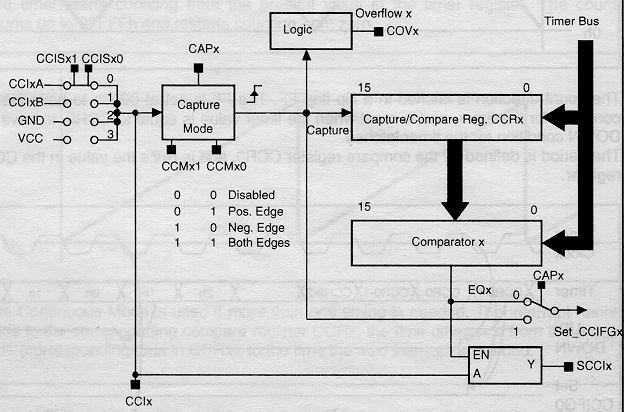 Overflow x
Timer Bus
Logic
COVx
CCISx1 CCISx0
CAPx
CCIxA 0
CCIxB 1
GND 2
VCC 3
Capture
Mode
CCMx1 CCMx0
Capture
15 0
Capture/Compare Reg. CCRx
0 0 Disabled
0 1 Pos. Edge
1 0 Neg. Edge
1 1 Both Edges
15 0
Comparator x
CAPx
EQx 0
1
Set_CCIFGx
EN
A Y
SCCIx
CCIx